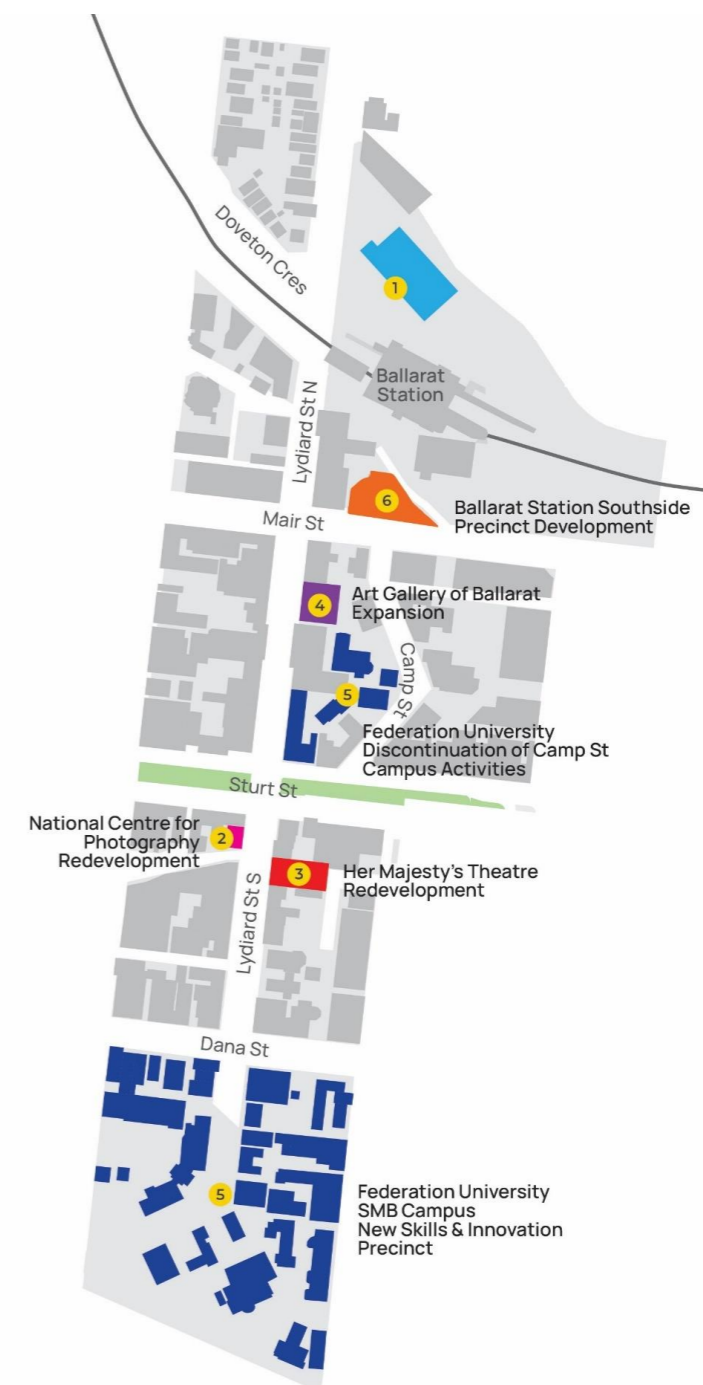 Doveton Cres
1
Ballarat
Station
Lydiard St N
6
Ballarat Station Southside
Precinct Development
Mair St
4
Art Gallery of Ballarat
Expansion
Camp St
5
Federation University
Discontinuation of Camp St
Campus Activities
Sturt St
National Centre for
Photography
Redevelopment
2
3
Her Majesty's Theatre
Redevelopment
Lydiard St S
Dana St
5
Federation University
SMB Campus
New Skills & Innovation
Precinct